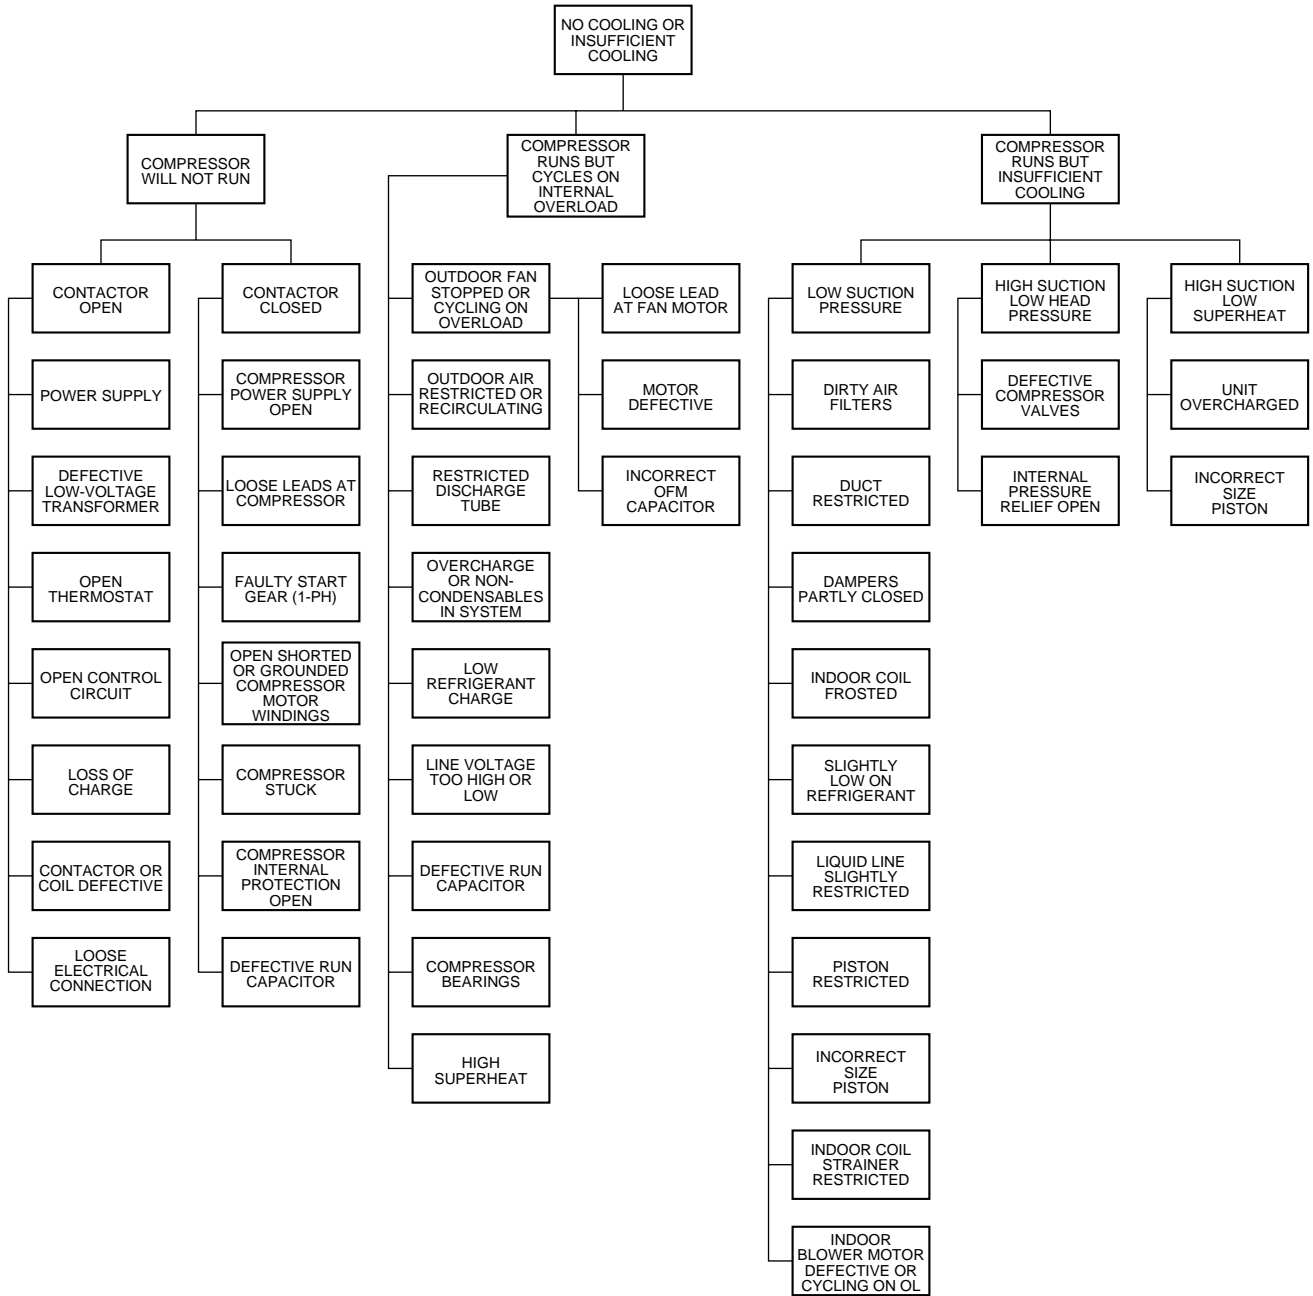 NO COOLING OR
INSUFFICIENT
COOLING
COMPRESSOR
WILL NOT RUN
COMPRESSOR
RUNS BUT
CYCLES ON
INTERNAL
OVERLOAD
COMPRESSOR
RUNS BUT
INSUFFICIENT
COOLING
CONTACTOR
OPEN
POWER SUPPLY
DEFECTIVE
LOW-VOLTAGE
TRANSFORMER
OPEN
THERMOSTAT
OPEN CONTROL
CIRCUIT
LOSS OF
CHARGE
CONTACTOR OR
COIL DEFECTIVE
LOOSE
ELECTRICAL
CONNECTION
CONTACTOR
CLOSED
COMPRESSOR
POWER SUPPLY
OPEN
LOOSE LEADS AT
COMPRESSOR
FAULTY START
GEAR (1-PH)
OPEN SHORTED
OR GROUNDED
COMPRESSOR
MOTOR
WINDINGS
COMPRESSOR
STUCK
COMPRESSOR
INTERNAL
PROTECTION
OPEN
DEFECTIVE RUN
CAPACITOR
OUTDOOR FAN
STOPPED OR
CYCLING ON
OVERLOAD
OUTDOOR AIR
RESTRICTED OR
RECIRCULATING
RESTRICTED
DISCHARGE
TUBE
OVERCHARGE
OR NON-
CONDENSABLES
IN SYSTEM
LOW
REFRIGERANT
CHARGE
LINE VOLTAGE
TOO HIGH OR
LOW
DEFECTIVE RUN
CAPACITOR
COMPRESSOR
BEARINGS
HIGH
SUPERHEAT
LOOSE LEAD
AT FAN MOTOR
MOTOR
DEFECTIVE
INCORRECT
OFM
CAPACITOR
LOW SUCTION
PRESSURE
DIRTY AIR
FILTERS
DUCT
RESTRICTED
DAMPERS
PARTLY CLOSED
INDOOR COIL
FROSTED
SLIGHTLY
LOW ON
REFRIGERANT
LIQUID LINE
SLIGHTLY
RESTRICTED
PISTON
RESTRICTED
INCORRECT
SIZE
PISTON
INDOOR COIL
STRAINER
RESTRICTED
INDOOR
BLOWER MOTOR
DEFECTIVE OR
CYCLING ON OL
HIGH SUCTION
LOW HEAD
PRESSURE
DEFECTIVE
COMPRESSOR
VALVES
INTERNAL
PRESSURE
RELIEF OPEN
HIGH SUCTION
LOW
SUPERHEAT
UNIT
OVERCHARGED
INCORRECT
SIZE
PISTON